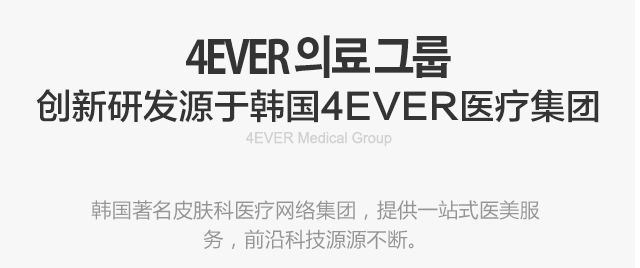 4EVER 의료 그룹
创新研发源于韩国4EVER医疗集团
4EVER Medical Group
韩国著名皮肤科医疗网络集团，提供一站式医美服
务，前沿科技源源不断。